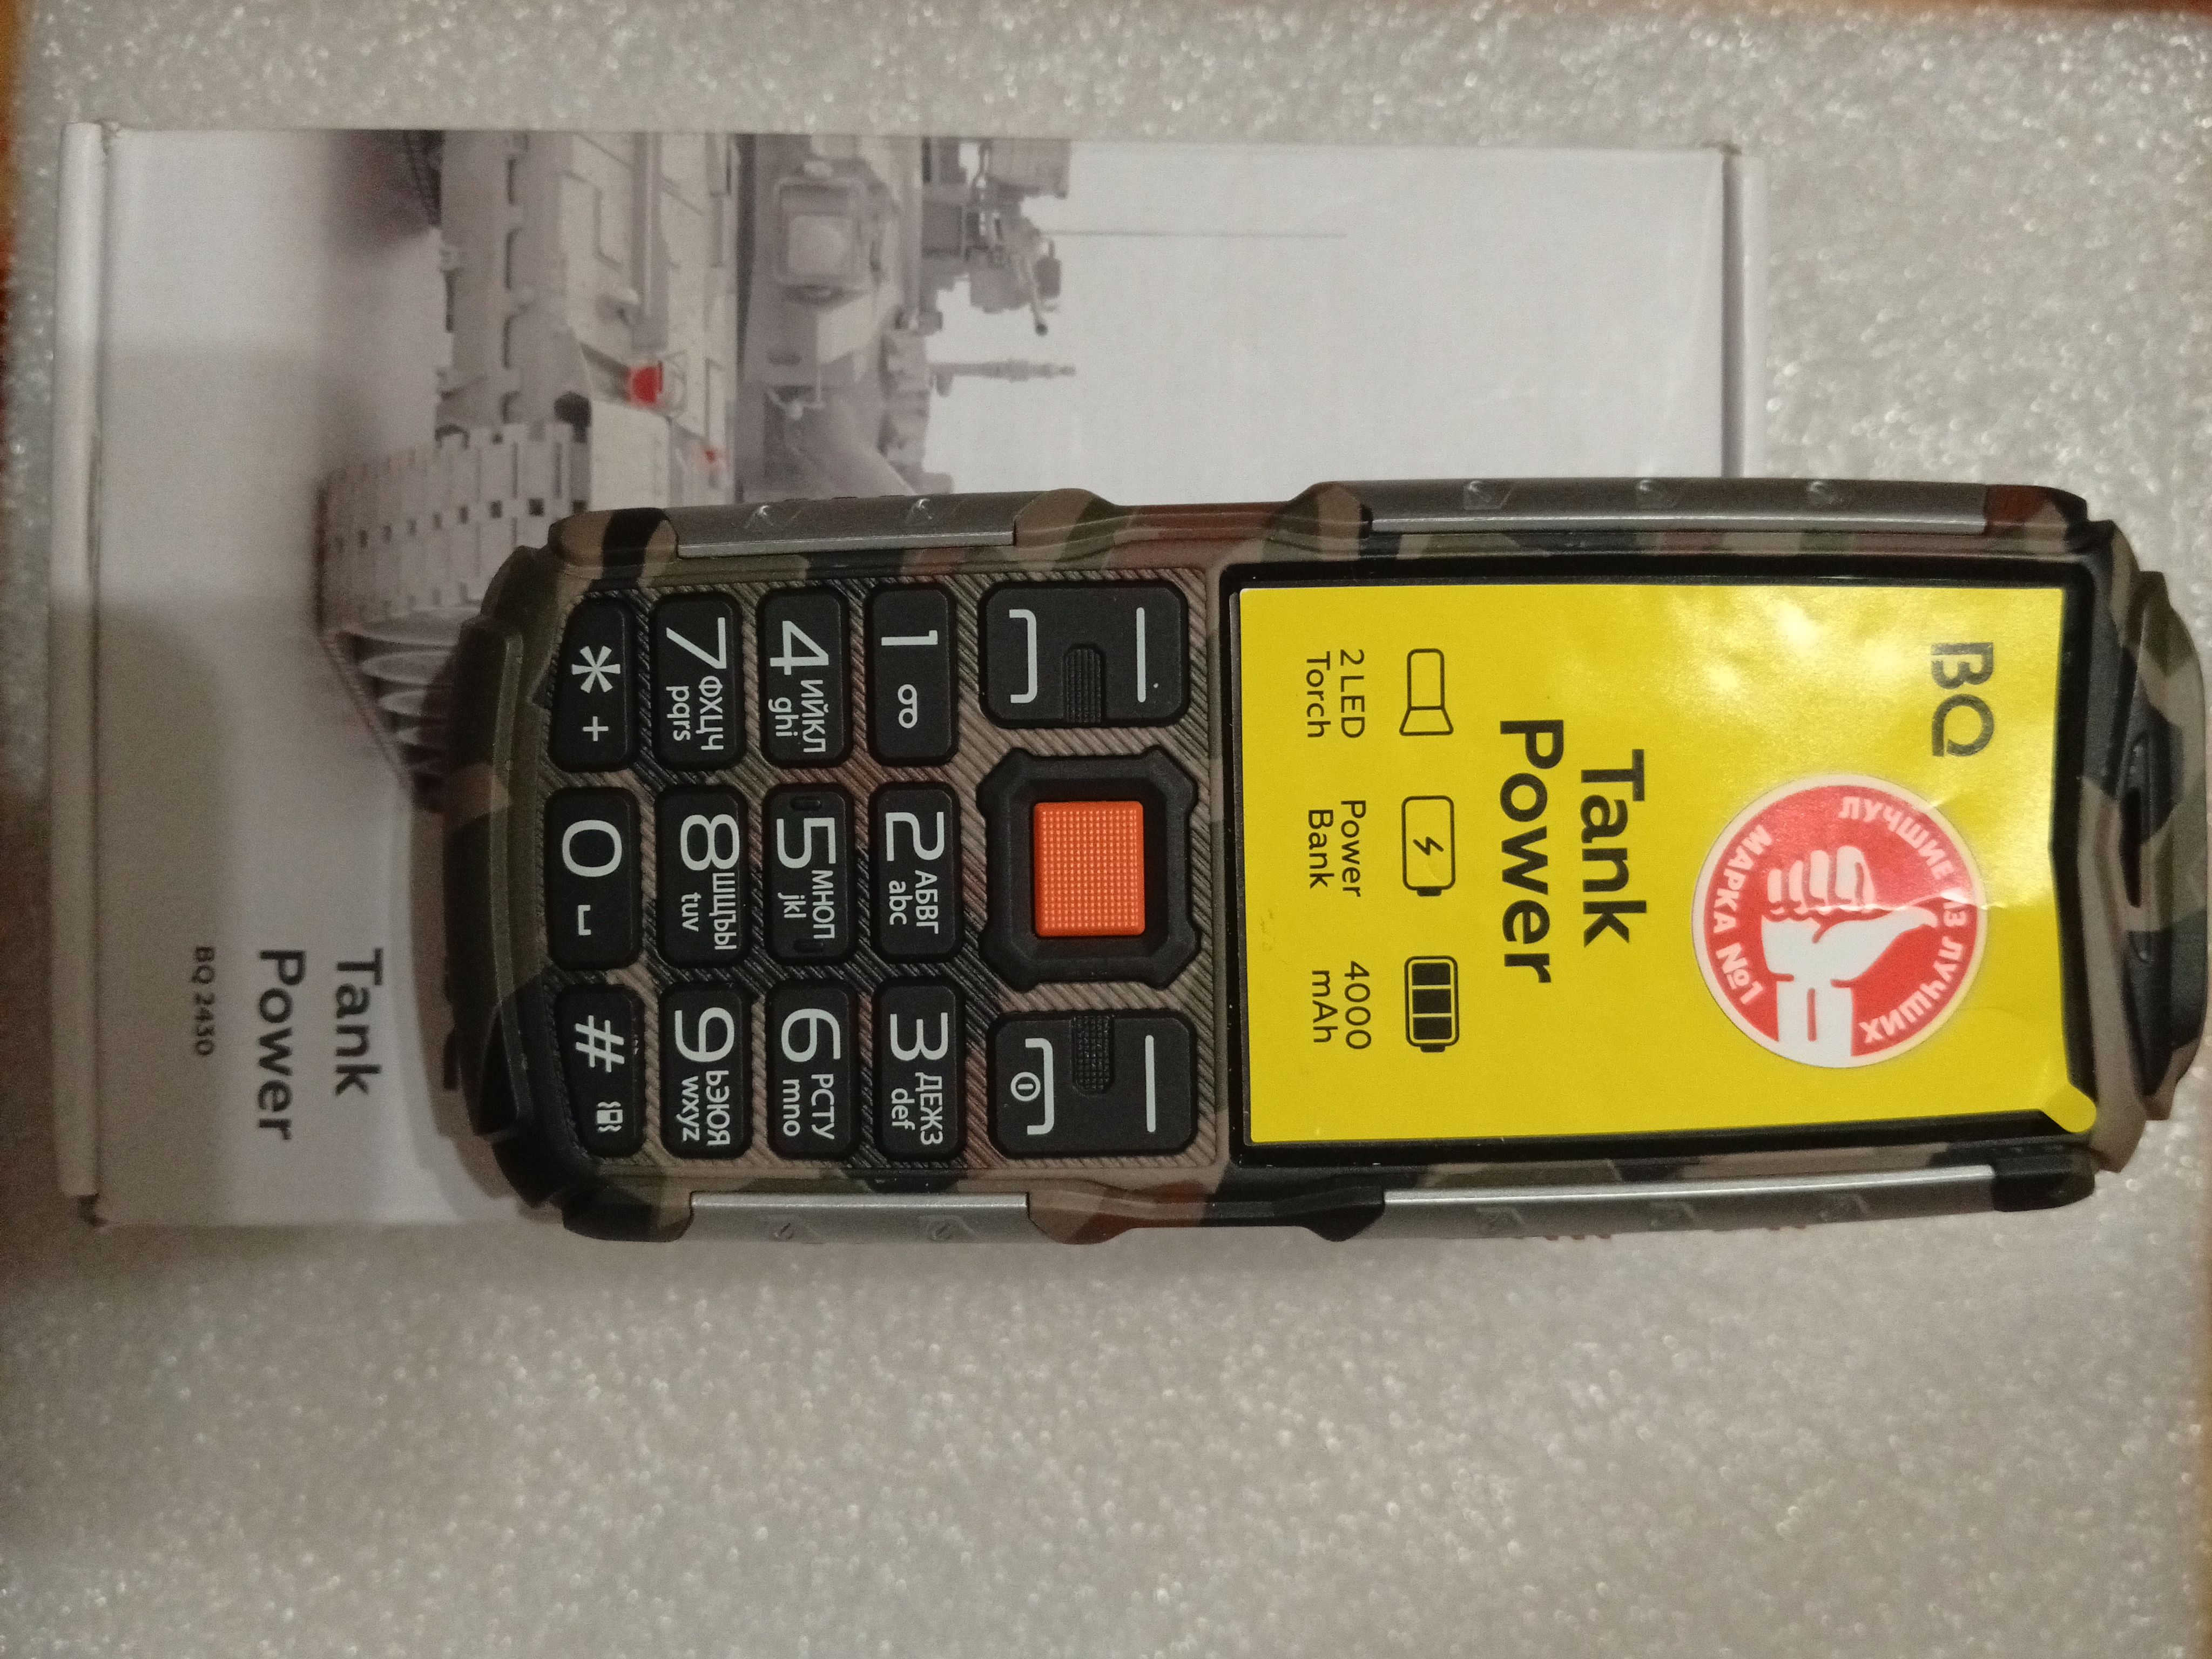 BQ
ЛУЧШИЕ ИЗ ЛУЧШИХ
МАРКА №1
Tank
Power
2 LED
Torch
Power
Bank
4000
mAh
1
2 АБВГ
abc
3 ДЕЖЗ
def
4 ИЙКЛ
ghi
5 МНОП
jkl
6 РСТУ
mno
7 ФХЦЧ
pqrs
8 ШЩЪЫ
tuv
9 ЬЭЮЯ
wxyz
* +
0
#
Tank
Power
BQ 2430